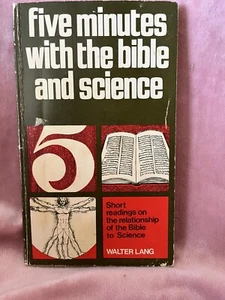 five minutes
with the bible
and science
5
Short
readings on
the relationship
of the Bible
to Science
WALTER LANG